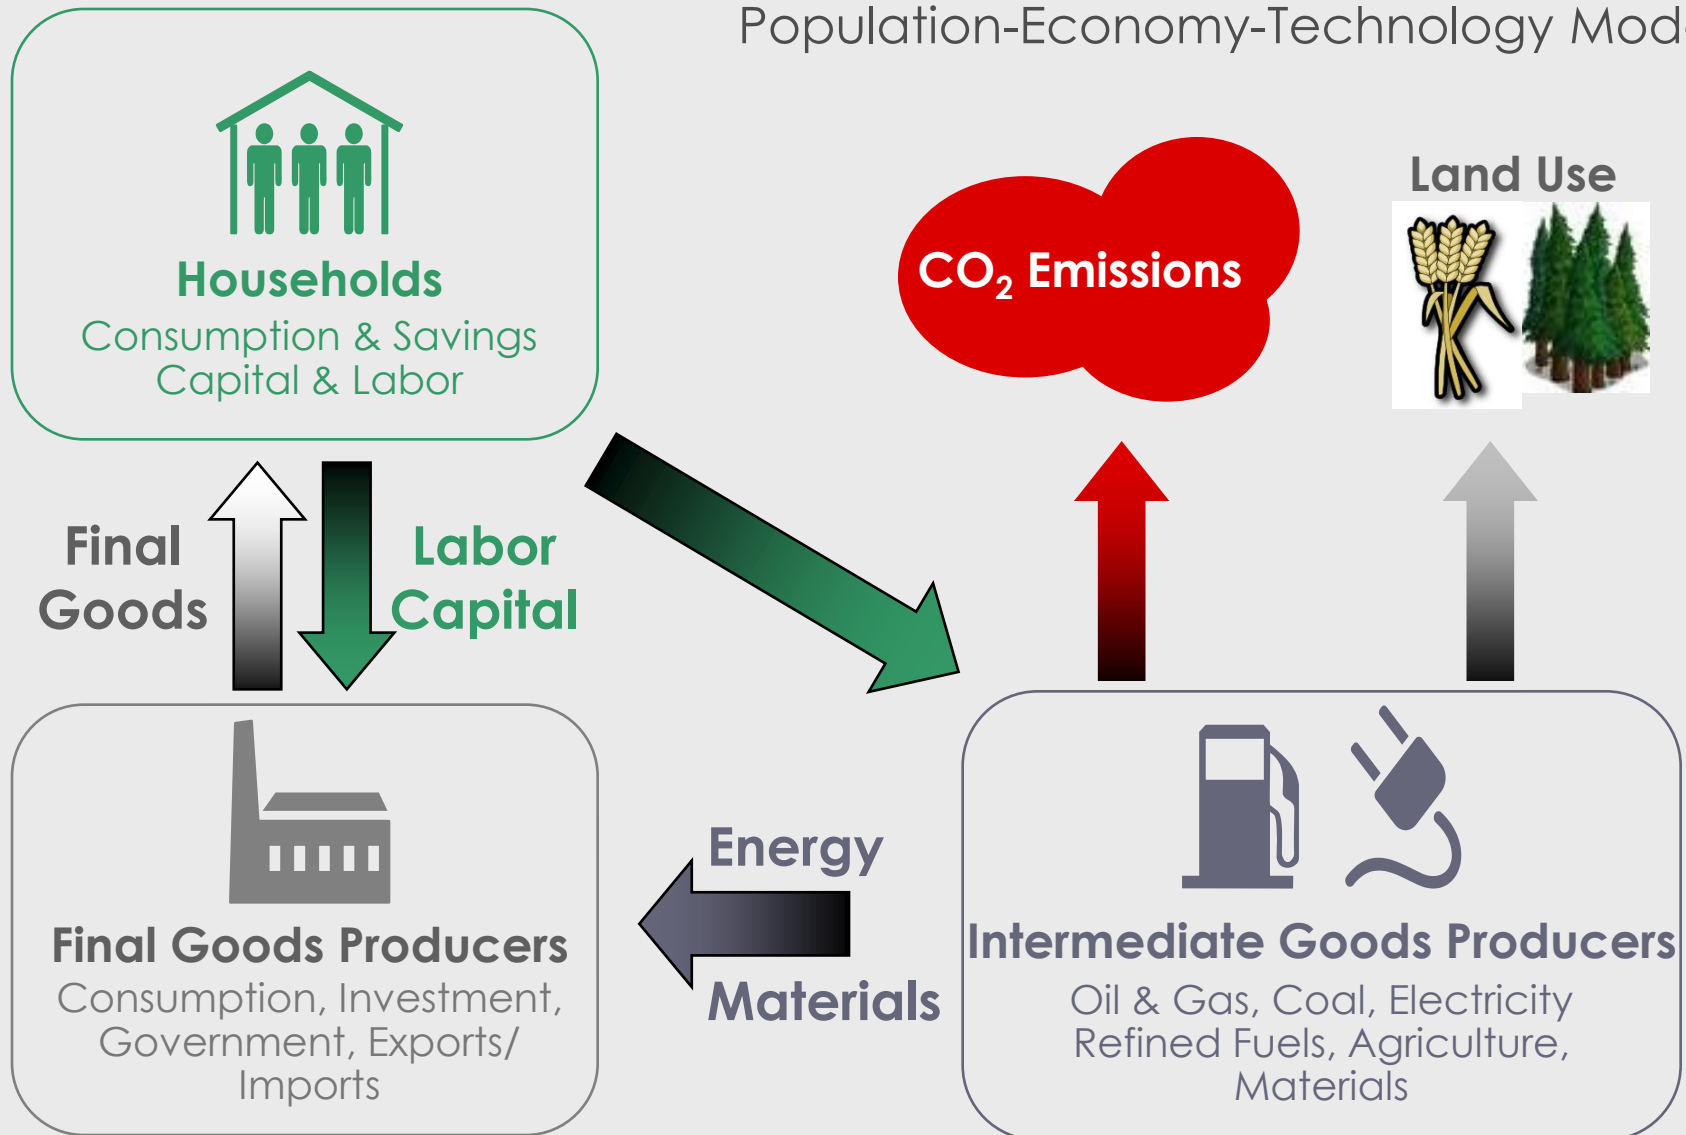 Population-Economy-Technology
Households
Consumption & Savings
Capital & Labor
CO₂ Emissions
Land Use
Final
Goods
Labor
Capital
Energy
Materials
Final Goods Producers
Consumption, Investment,
Government, Exports/
Imports
Intermediate Goods Producers
Oil & Gas, Coal, Electricity
Refined Fuels, Agriculture,
Materials